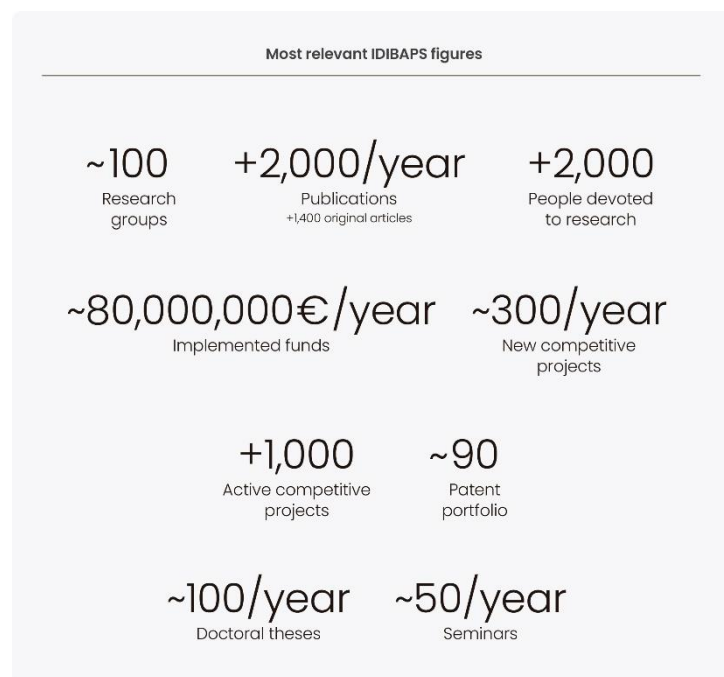 Most relevant IDIBAPS figures
~100
Research
groups
+2,000/year
Publications
+1,400 original articles
+2,000
People devoted
to research
~80,000,000€/year
Implemented funds
~300/year
New competitive
projects
+1,000
Active competitive
projects
~90
Patent
portfolio
~100/year
Doctoral theses
~50/year
Seminars